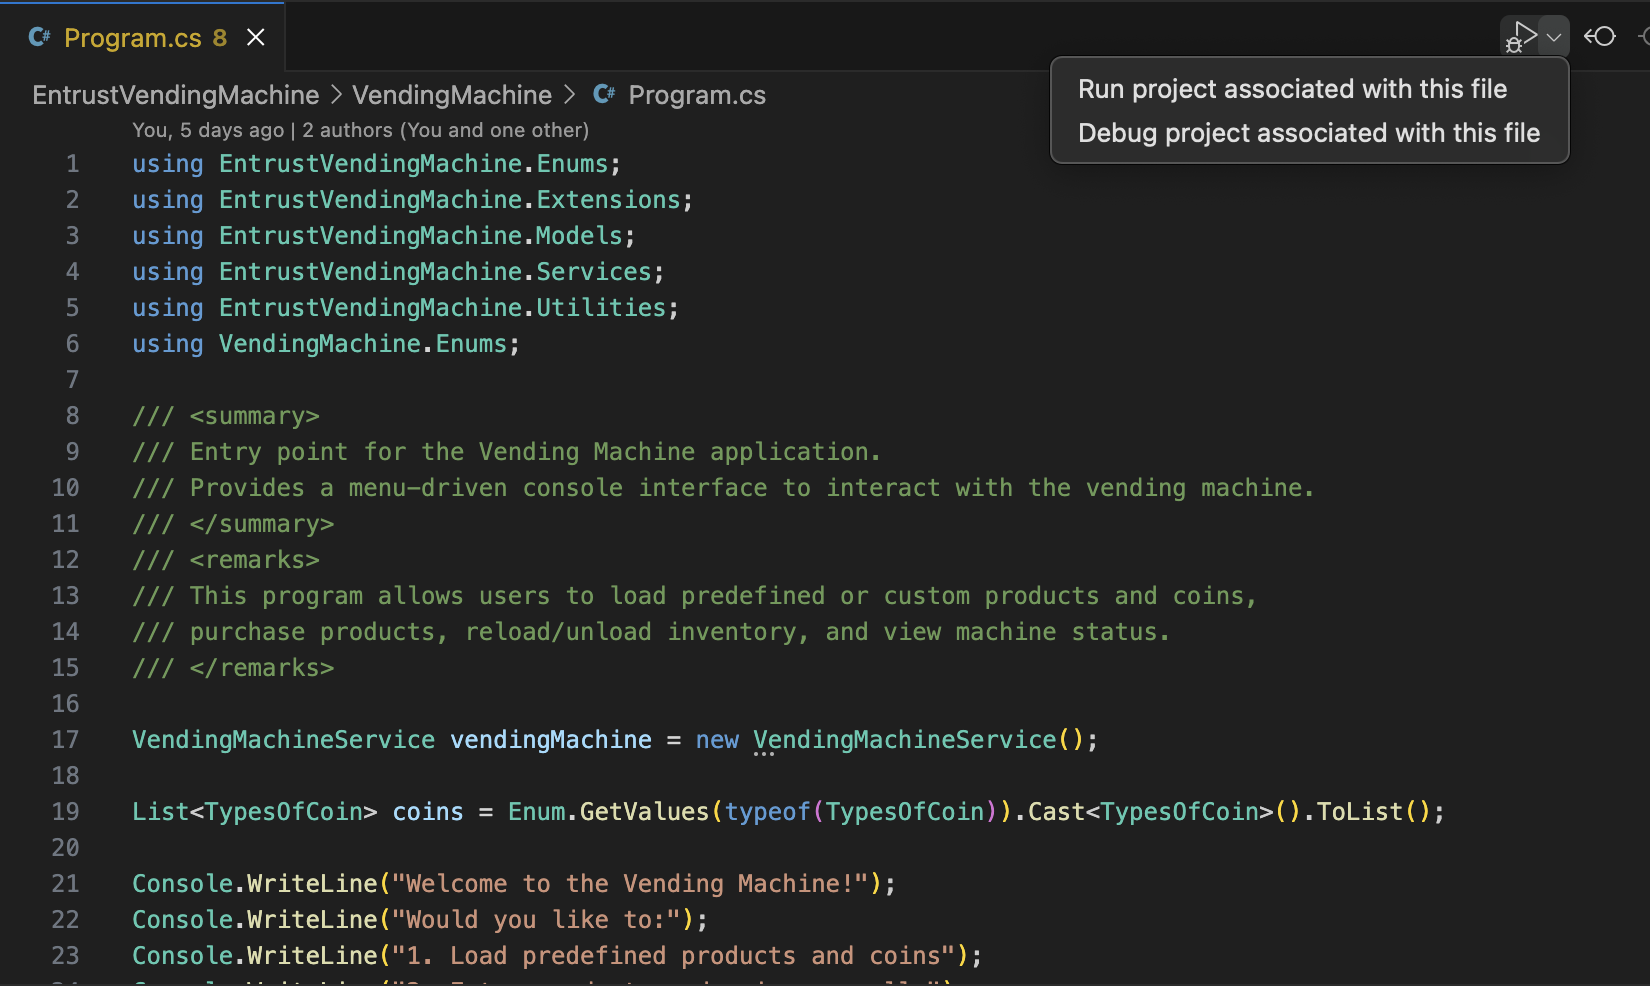 C# Program.cs 8
Run project associated with this file
Debug project associated with this file
EntrustVendingMachine > VendingMachine > C# Program.cs
You, 5 days ago | 2 authors (You and one other)
1 using EntrustVendingMachine.Enums;
2 using EntrustVendingMachine.Extensions;
3 using EntrustVendingMachine.Models;
4 using EntrustVendingMachine.Services;
5 using EntrustVendingMachine.Utilities;
6 using VendingMachine.Enums;
7
8 /// <summary>
9 /// Entry point for the Vending Machine application.
10 /// Provides a menu-driven console interface to interact with the vending machine.
11 /// </summary>
12 /// <remarks>
13 /// This program allows users to load predefined or custom products and coins,
14 /// purchase products, reload/unload inventory, and view machine status.
15 /// </remarks>
16
17 VendingMachineService vendingMachine = new VendingMachineService();
18
19 List<TypesOfCoin> coins = Enum.GetValues(typeof(TypesOfCoin)).Cast<TypesOfCoin>().ToList();
20
21 Console.WriteLine("Welcome to the Vending Machine!");
22 Console.WriteLine("Would you like to:");
23 Console.WriteLine("1. Load predefined products and coins");